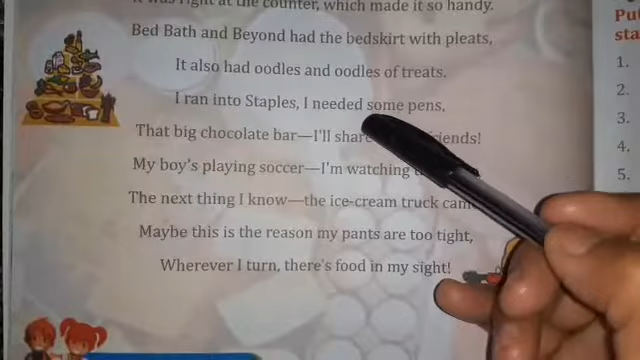 It was right at the counter, which made it so handy.
Bed Bath and Beyond had the bedskirt with pleats,
It also had oodles and oodles of treats.
I ran into Staples, I needed some pens,
That big chocolate bar—I'll share friends!
My boy's playing soccer—I'm watching
The next thing I know—the ice-cream truck cam
Maybe this is the reason my pants are too tight,
Wherever I turn, there's food in my sight!
Pu
sta
1.
2.
3.
4.
5.